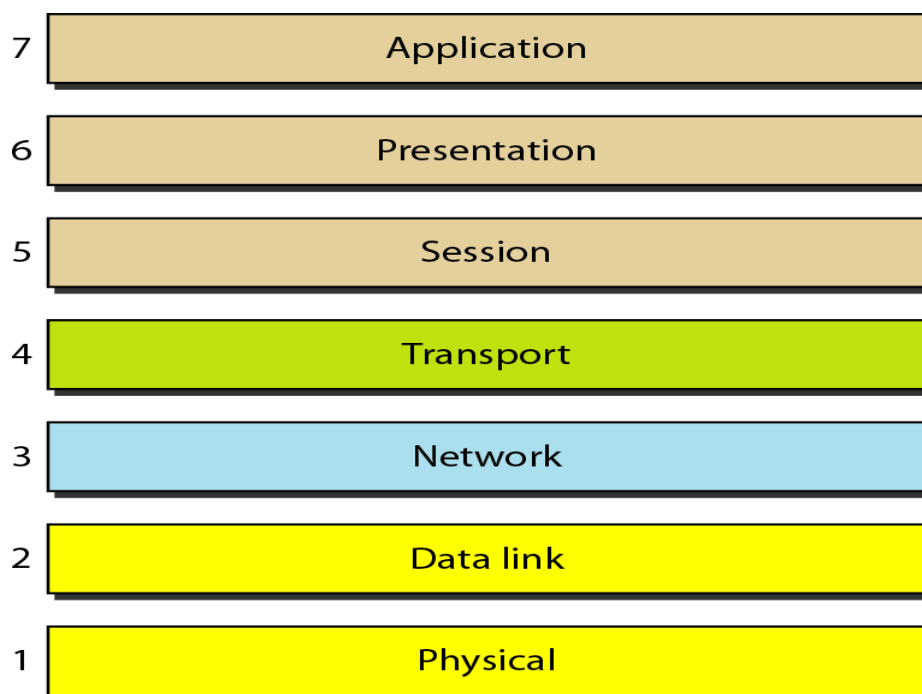 7 Application
6 Presentation
5 Session
4 Transport
3 Network
2 Data link
1 Physical